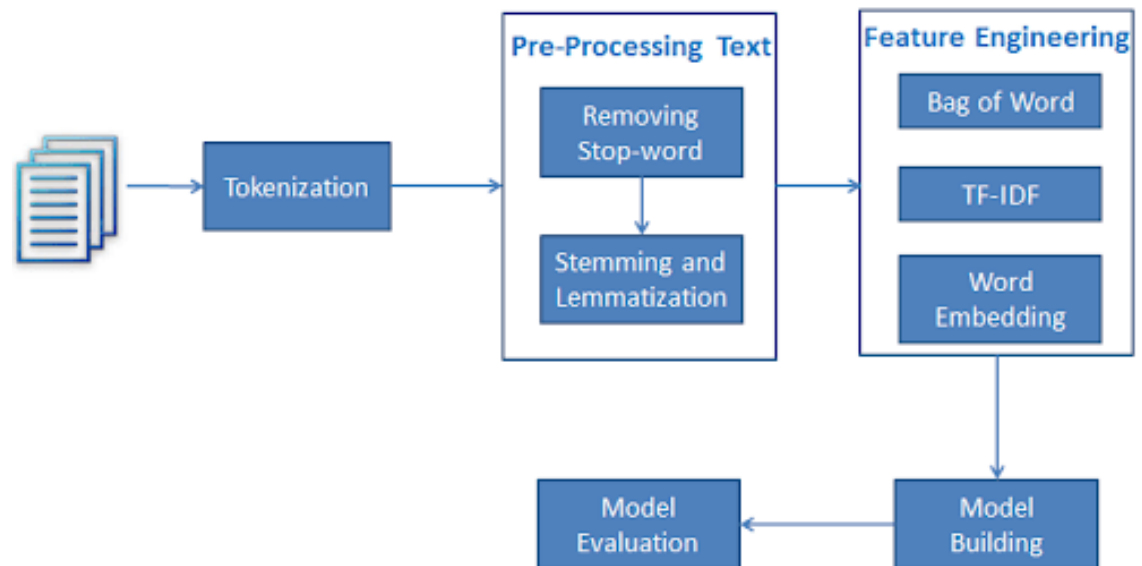 Pre-Processing Text
Feature Engineering
Removing
Stop-word
Bag of Word
Tokenization
TF-IDF
Stemming and
Lemmatization
Word
Embedding
Model
Evaluation
Model
Building